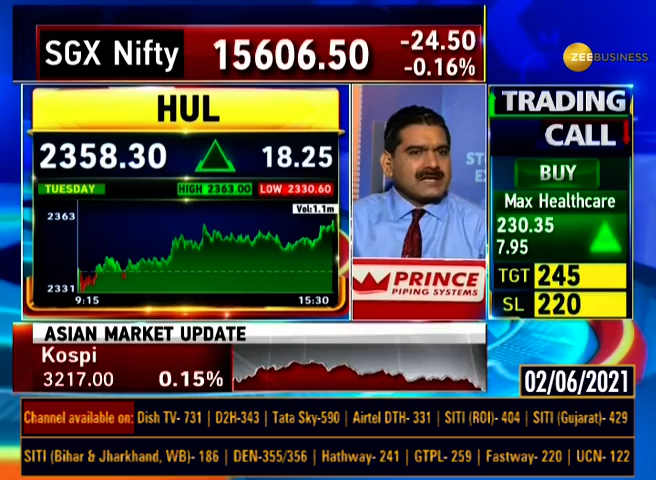 SGX Nifty 15606.50 -24.50
-0.16%
ZEE BUSINESS
HUL
2358.30 18.25
TUESDAY HIGH 2363.00 LOW 2330.60
Vol:1.1m
2363
2331
9:15 15:30
PRINCE
PIPING SYSTEMS
TRADING
CALL
BUY
Max Healthcare
230.35
7.95
TGT 245
SL 220
ASIAN MARKET UPDATE
Kospi
3217.00 0.15%
02/06/2021
Channel available on: Dish TV- 731 | D2H-343 | Tata Sky-590 | Airtel DTH- 331 | SITI (ROI)- 404 | SITI (Gujarat)- 429
SITI (Bihar & Jharkhand, WB)- 186 | DEN-355/356 | Hathway- 241 | GTPL- 259 | Fastway- 220 | UCN- 122